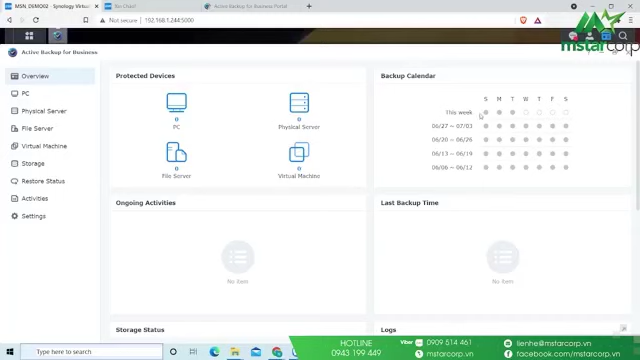 MSN_DSM002 - Synology Virtual
Active Backup for Business Portal
Not secure
192.168.1.244:5000
mstarcorp
Active Backup for Business
Overview
PC
Physical Server
File Server
Virtual Machine
Storage
Restore Status
Activities
Settings
Protected Devices
0
PC
0
Physical Server
0
File Server
0
Virtual Machine
Backup Calendar
S M T W T F S
This week
06/27 ~ 07/03
06/20 ~ 06/26
06/13 ~ 06/19
06/06 ~ 06/12
Ongoing Activities
No item
Last Backup Time
No item
Storage Status
Logs
Type here to search
HOTLINE
0943 199 449
Viber
0909 514 461
mstarcorp.vn
lienhe@mstarcorp.vn
facebook.com/mstarcorp.vn